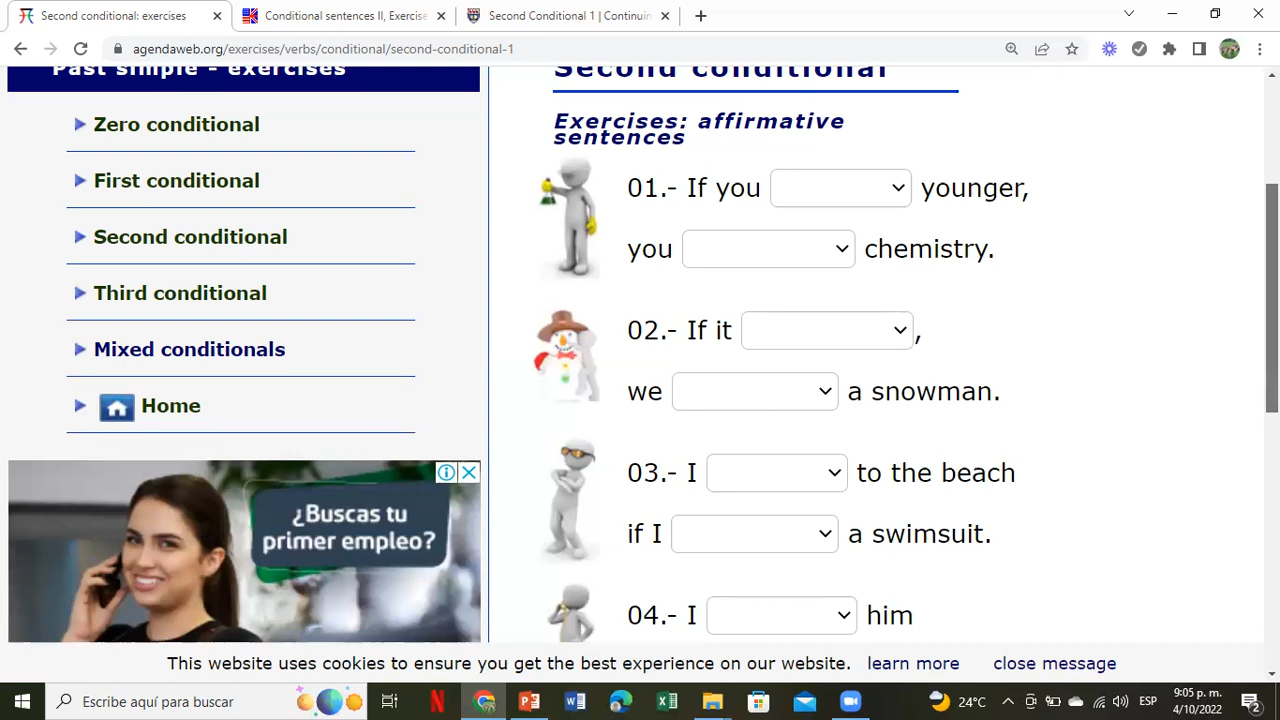 Second conditional: exercises
Conditional sentences II, Exercise
Second Conditional 1 | Continuin
agendaweb.org/exercises/verbs/conditional/second-conditional-1
Past simple - exercises
Zero conditional
First conditional
Second conditional
Third conditional
Mixed conditionals
Home
¿Buscas tu
primer empleo?
Second conditional
Exercises: affirmative
sentences
01.- If you younger,
you chemistry.
02.- If it ,
we a snowman.
03.- I to the beach
if I a swimsuit.
04.- I him
This website uses cookies to ensure you get the best experience on our website. learn more close message
Escribe aquí para buscar
24°C
ESP
9:05 p. m.
4/10/2022
2